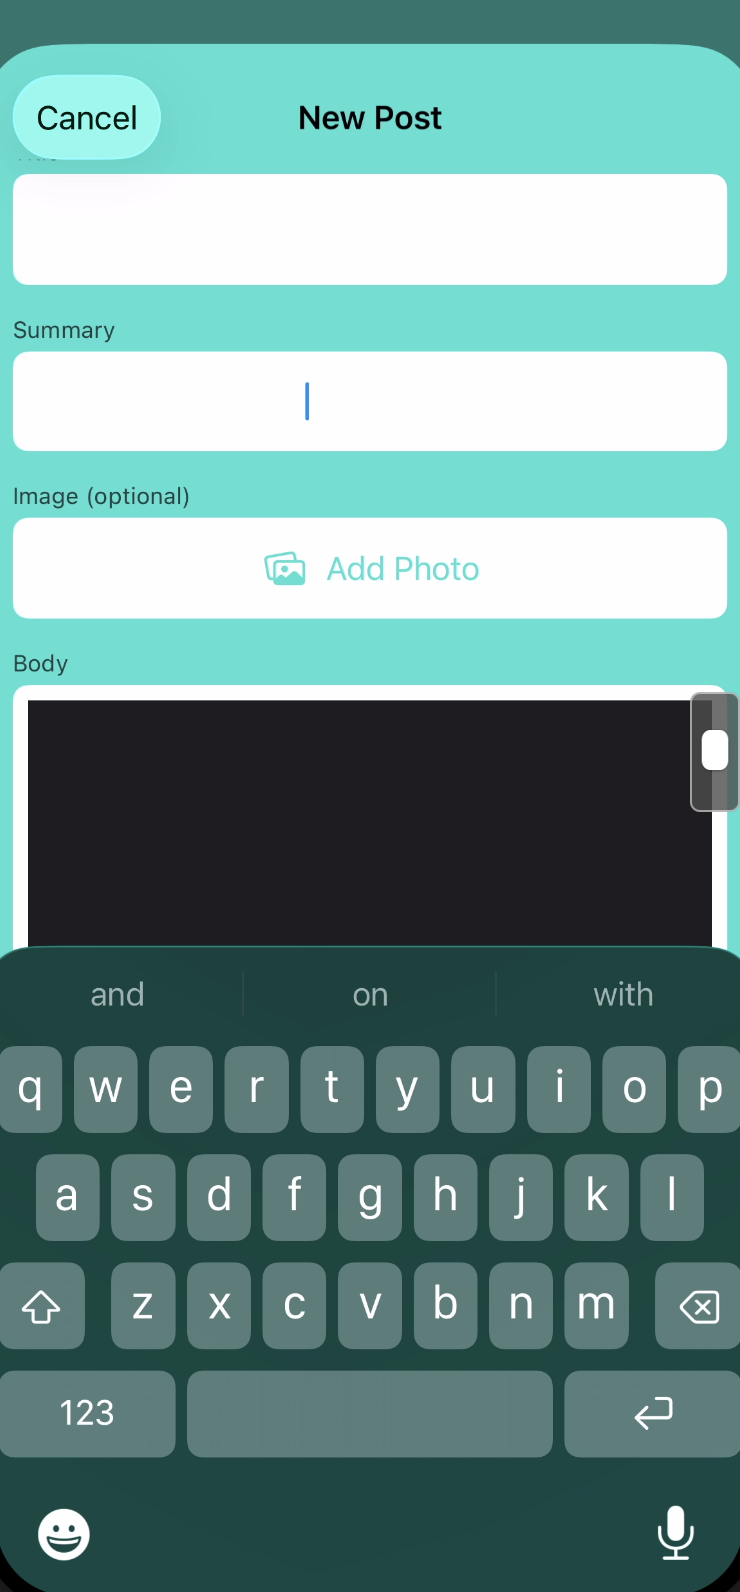 Cancel
New Post
Summary
Image (optional)
Add Photo
Body
and on with
q w e r t y u i o p
a s d f g h j k l
z x c v b n m
123